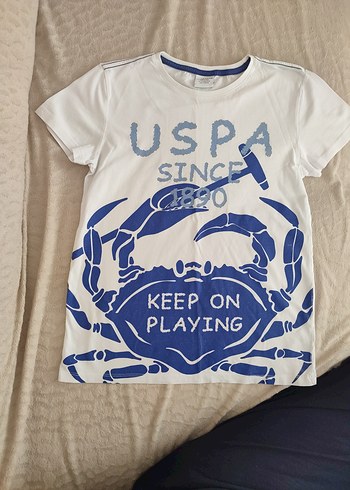 USPA
SINCE
1890
KEEP ON
PLAYING